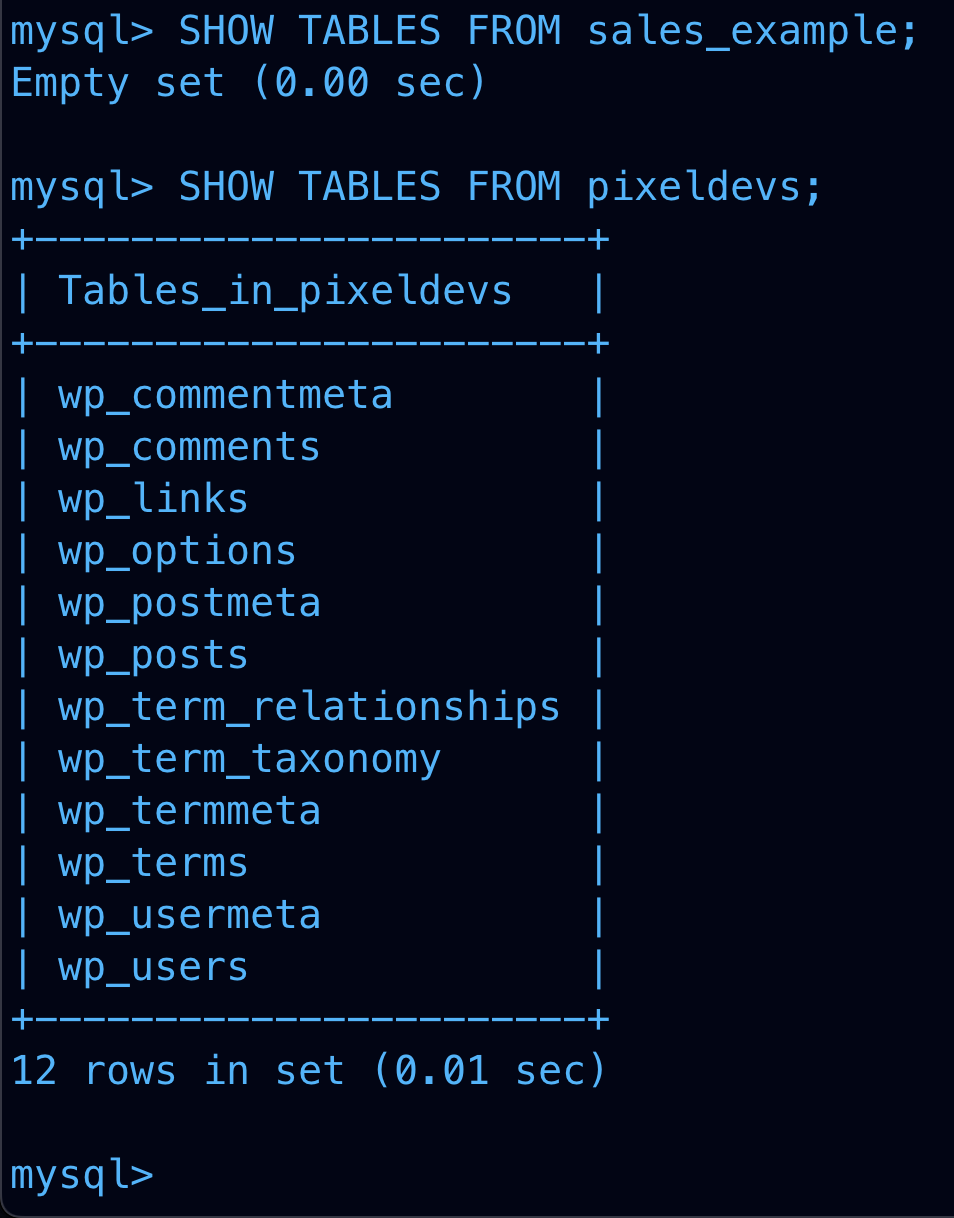 mysql> SHOW TABLES FROM sales_example;
Empty set (0.00 sec)

mysql> SHOW TABLES FROM pixeldevs;
+-----------------------+
| Tables_in_pixeldevs   |
+-----------------------+
| wp_commentmeta        |
| wp_comments           |
| wp_links              |
| wp_options            |
| wp_postmeta           |
| wp_posts              |
| wp_term_relationships |
| wp_term_taxonomy      |
| wp_termmeta           |
| wp_terms              |
| wp_usermeta           |
| wp_users              |
+-----------------------+
12 rows in set (0.01 sec)

mysql>